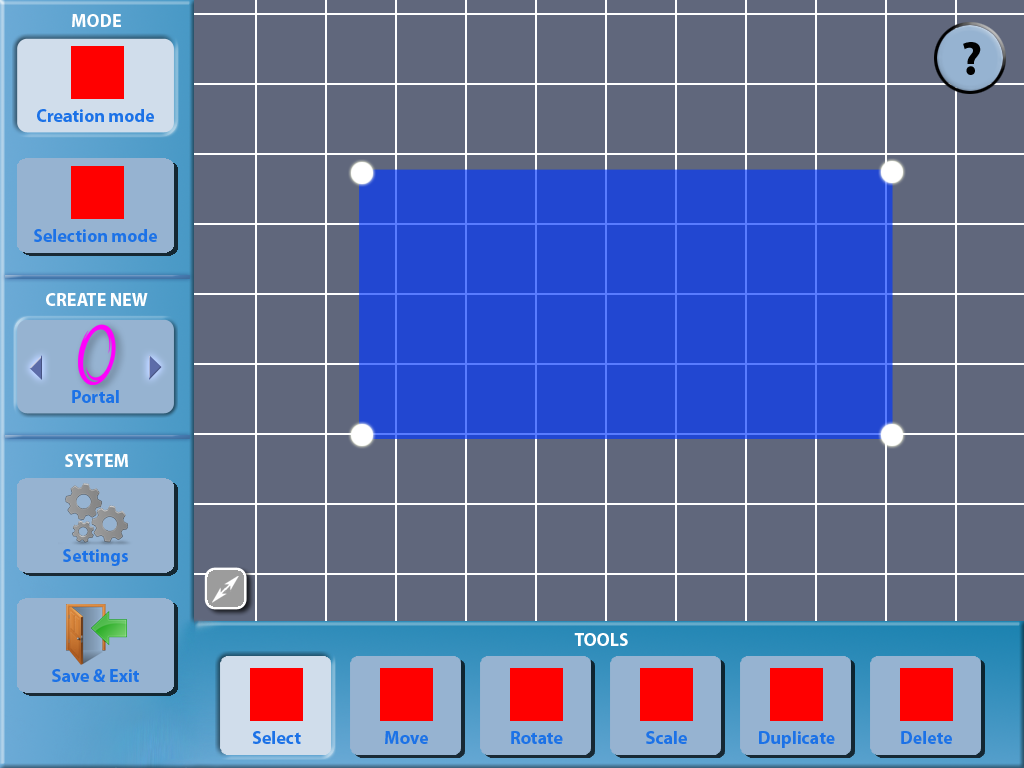 MODE
Creation mode
Selection mode
CREATE NEW
Portal
SYSTEM
Settings
Save & Exit
?
TOOLS
Select
Move
Rotate
Scale
Duplicate
Delete